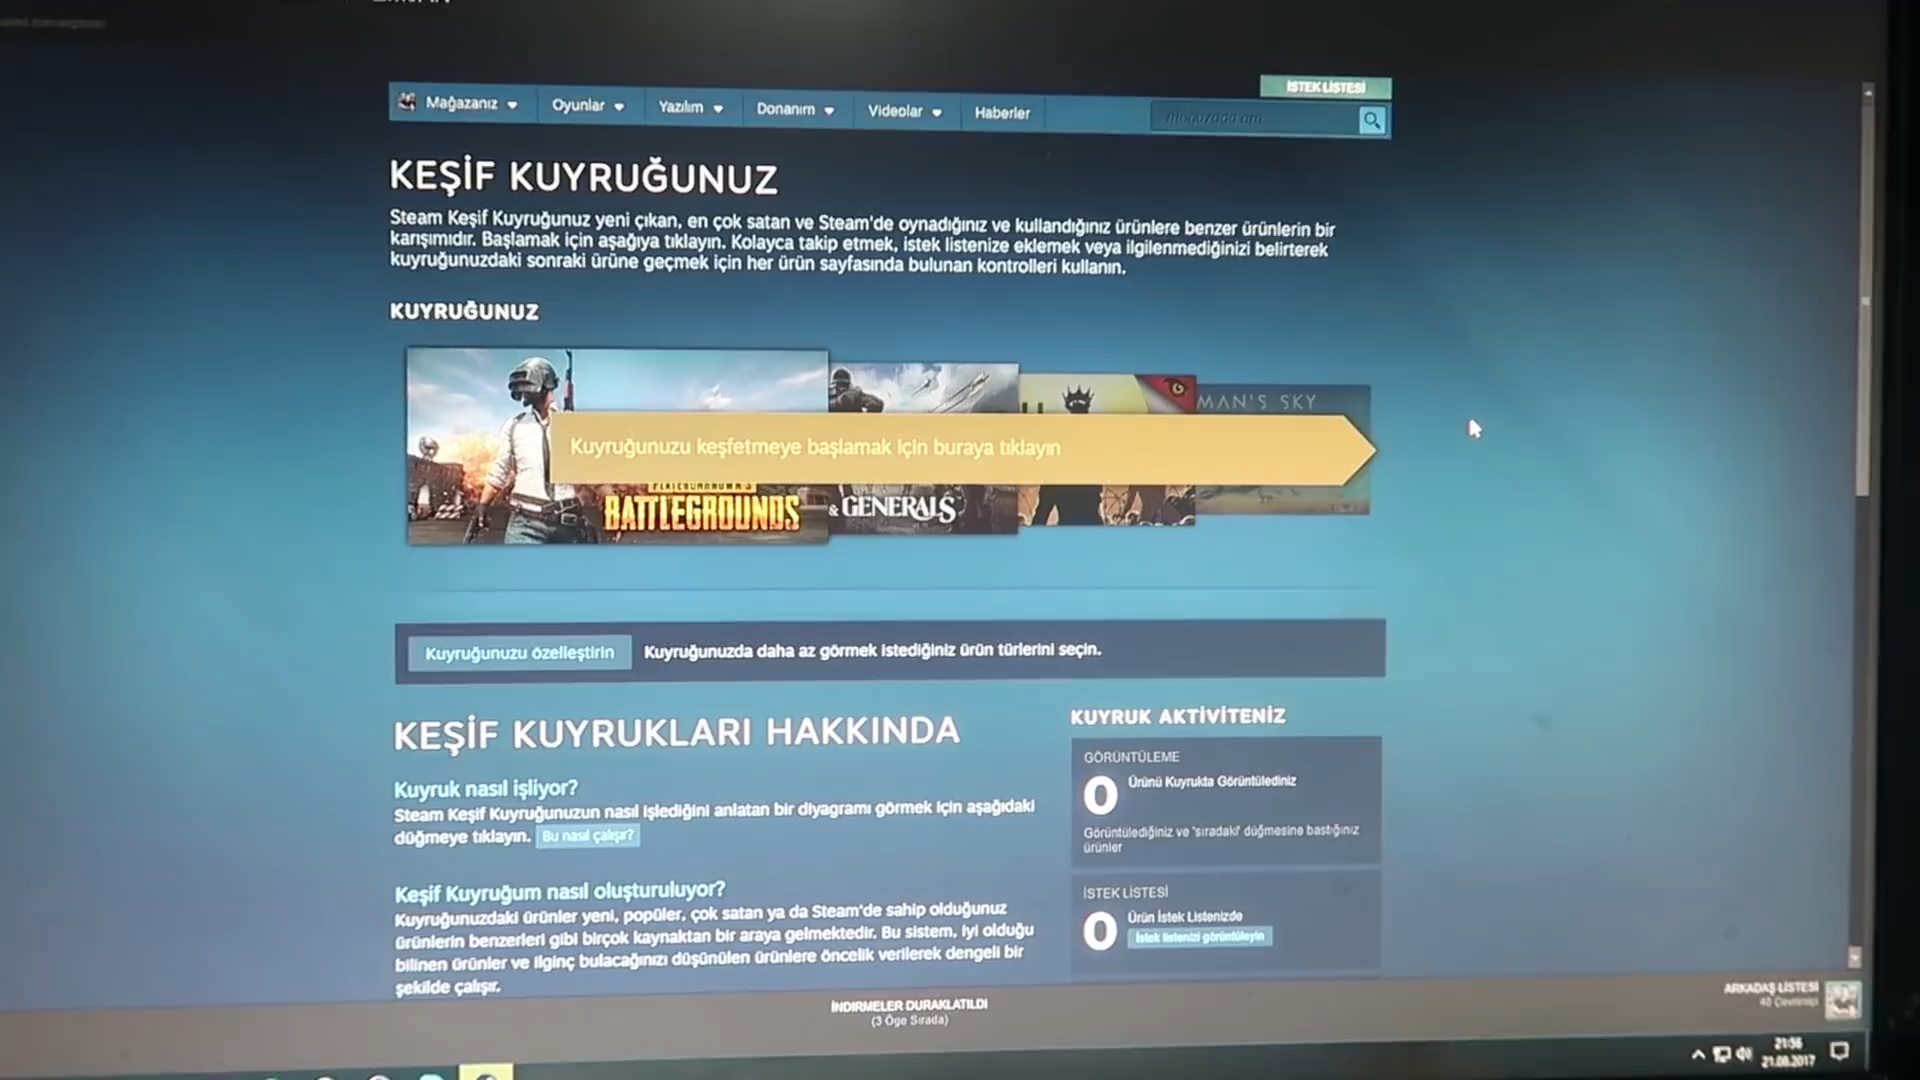 İSTEK LİSTESİ
Mağazanız
Oyunlar
Yazılım
Donanım
Videolar
Haberler
KEŞİF KUYRUĞUNUZ
Steam Keşif Kuyruğunuz yeni çıkan, en çok satan ve Steam'de oynadığınız ve kullandığınız ürünlere benzer ürünlerin bir
karışımıdır. Başlamak için aşağıya tıklayın. Kolayca takip etmek, istek listenize eklemek veya ilgilenmediğinizi belirterek
kuyruğunuzdaki sonraki ürüne geçmek için her ürün sayfasında bulunan kontrolleri kullanın.
KUYRUĞUNUZ
MAN'S SKY
Kuyruğunuzu keşfetmeye başlamak için buraya tıklayın
BATTLEGROUNDS
& GENERALS
Kuyruğunuzu özelleştirin
Kuyruğunuzda daha az görmek istediğiniz ürün türlerini seçin.
KEŞİF KUYRUKLARI HAKKINDA
Kuyruk nasıl işliyor?
Steam Keşif Kuyruğunuzun nasıl işlediğini anlatan bir diyagramı görmek için aşağıdaki
düğmeye tıklayın. Bu nasıl çalışır?
Keşif Kuyruğum nasıl oluşturuluyor?
Kuyruğunuzdaki ürünler yeni, popüler, çok satan ya da Steam'de sahip olduğunuz
ürünlerin benzerleri gibi birçok kaynaktan bir araya gelmektedir. Bu sistem, iyi olduğu
bilinen ürünler ve ilginç bulacağınızı düşünülen ürünlere öncelik verilerek dengeli bir
şekilde çalışır.
KUYRUK AKTİVİTENİZ
GÖRÜNTÜLEME
0 Ürünü Kuyrukta Görüntülediniz
Görüntülediğiniz ve 'sıradaki' düğmesine bastığınız
ürünler
İSTEK LİSTESİ
0 Ürün İstek Listenizde
İstek listenizi görüntüleyin
İNDİRMELER DURAKLATILDI
(3 Öge Sırada)
ARKADAŞ LİSTESİ
40 Çevrimiçi
21:56
21.08.2017